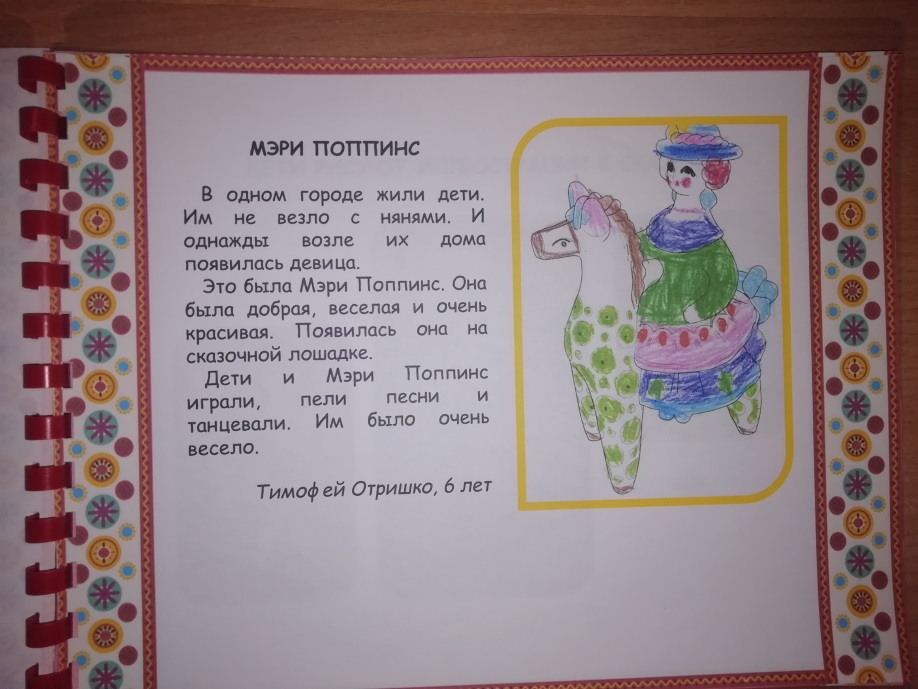 МЭРИ ПОППИНС
В одном городе жили дети.
Им не везло с нянями. И
однажды возле их дома
появилась девица.
Это была Мэри Поппинс. Она
была добрая, веселая и очень
красивая. Появилась она на
сказочной лошадке.
Дети и Мэри Поппинс
играли, пели песни и
танцевали. Им было очень
весело.
Тимофей Отришко, 6 лет